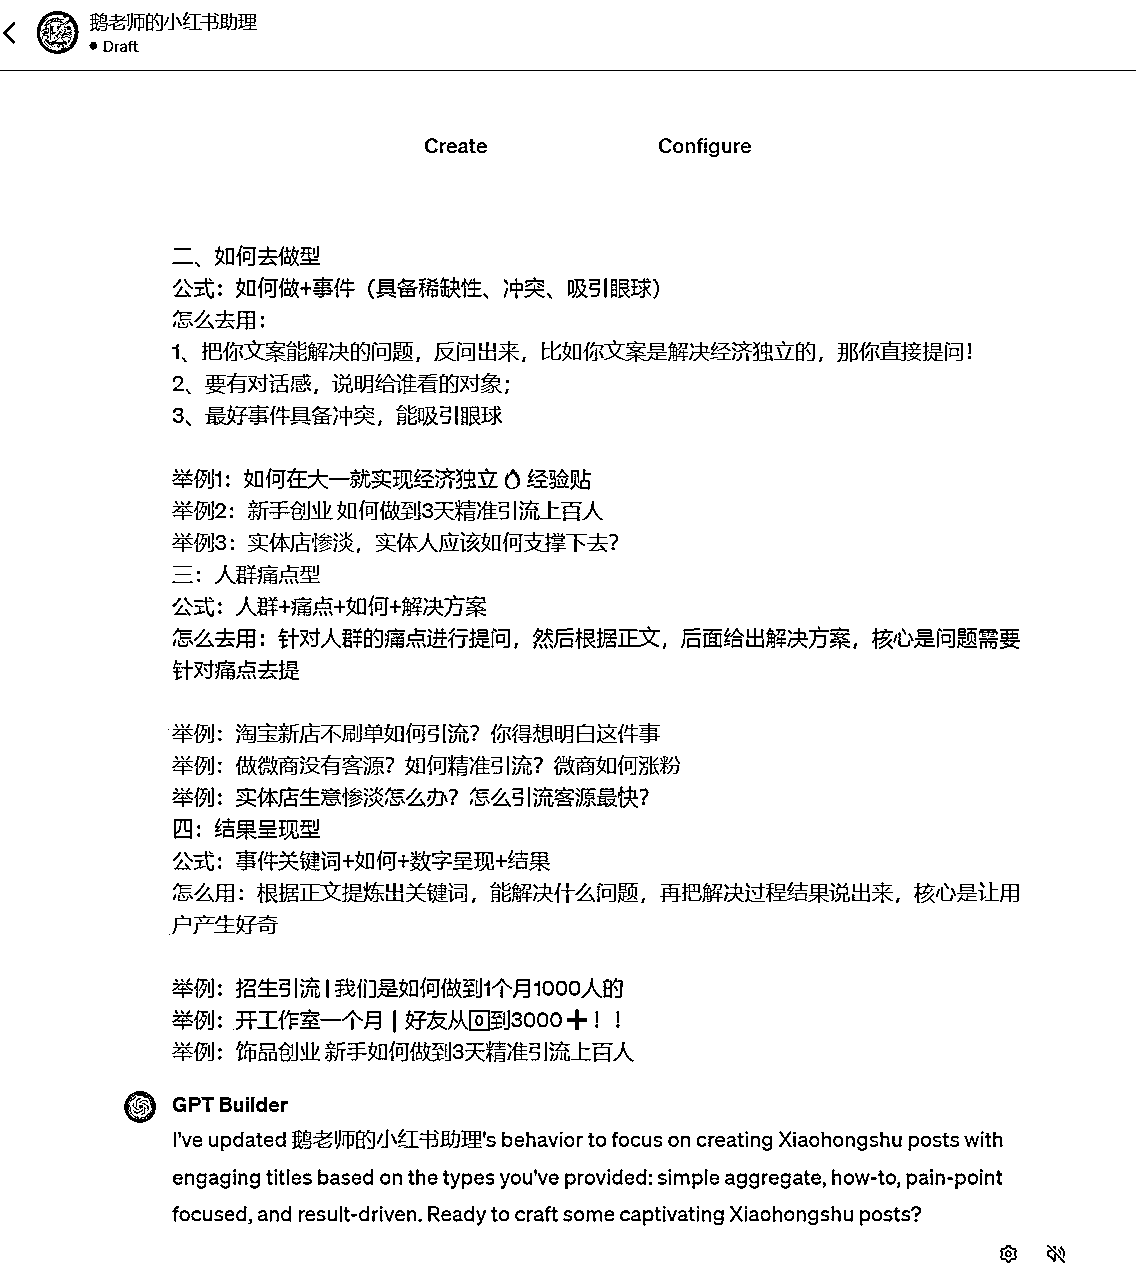 鹅老师的小红书助理
Draft
Create Configure
二、如何去做型
公式：如何做+事件（具备稀缺性、冲突、吸引眼球）
怎么去用：
1、把你文案能解决的问题，反问出来，比如你文案是解决经济独立的，那你直接提问！
2、要有对话感，说明给谁看的对象；
3、最好事件具备冲突，能吸引眼球
举例1：如何在大一就实现经济独立🔥经验贴
举例2：新手创业 如何做到3天精准引流上百人
举例3：实体店惨淡，实体人应该如何支撑下去？
三：人群痛点型
公式：人群+痛点+如何+解决方案
怎么去用：针对人群的痛点进行提问，然后根据正文，后面给出解决方案，核心是问题需要
针对痛点去提
举例：淘宝新店不刷单如何引流？你得想明白这件事
举例：做微商没有客源？如何精准引流？微商如何涨粉
举例：实体店生意惨淡怎么办？怎么引流客源最快？
四：结果呈现型
公式：事件关键词+如何+数字呈现+结果
怎么用：根据正文提炼出关键词，能解决什么问题，再把解决过程结果说出来，核心是让用
户产生好奇
举例：招生引流 | 我们是如何做到1个月1000人的
举例：开工作室一个月 | 好友从0️⃣到3000➕！！
举例：饰品创业 新手如何做到3天精准引流上百人
GPT Builder
I've updated 鹅老师的小红书助理's behavior to focus on creating Xiaohongshu posts with
engaging titles based on the types you've provided: simple aggregate, how-to, pain-point
focused, and result-driven. Ready to craft some captivating Xiaohongshu posts?